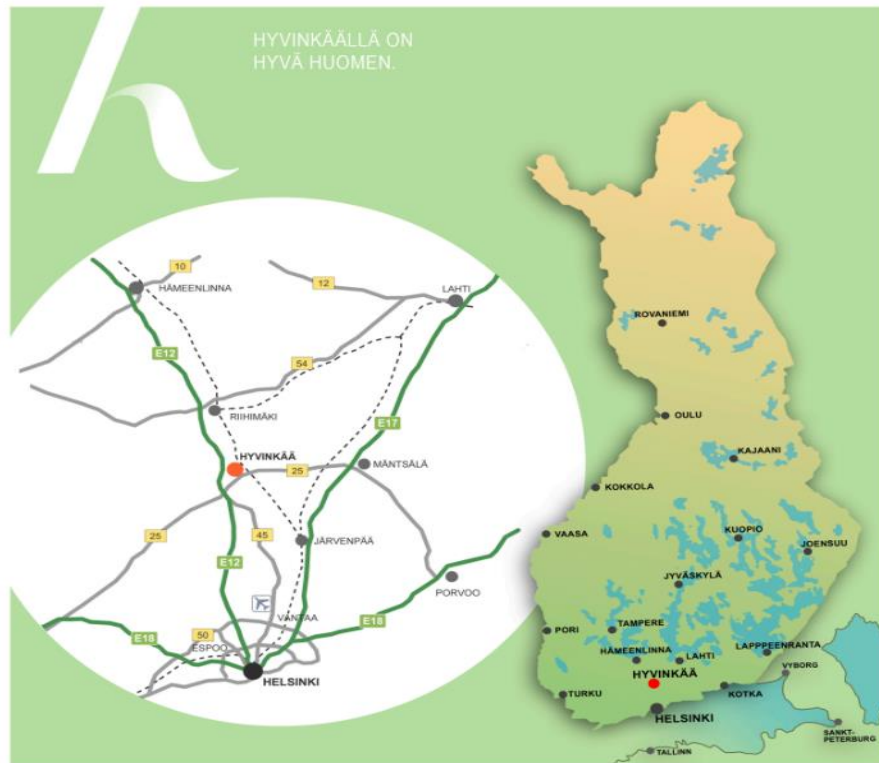 HYVINKÄÄLLÄ ON
HYVÄ HUOMEN.
10
HÄMEENLINNA
12
LAHTI
E12
54
RIIHIMÄKI
E17
HYVINKÄÄ
25
MÄNTSÄLÄ
25
45
JÄRVENPÄÄ
E12
PORVOO
VANTAA
E18
50
E18
ESPOO
HELSINKI
ROVANIEMI
OULU
KAJAANI
KOKKOLA
VAASA
KUOPIO
JOENSUU
JYVÄSKYLÄ
PORI
TAMPERE
HÄMEENLINNA
LAHTI
LAPPPEENRANTA
VYBORG
HYVINKÄÄ
TURKU
KOTKA
HELSINKI
SANKT-
PETERBURG
TALLINN